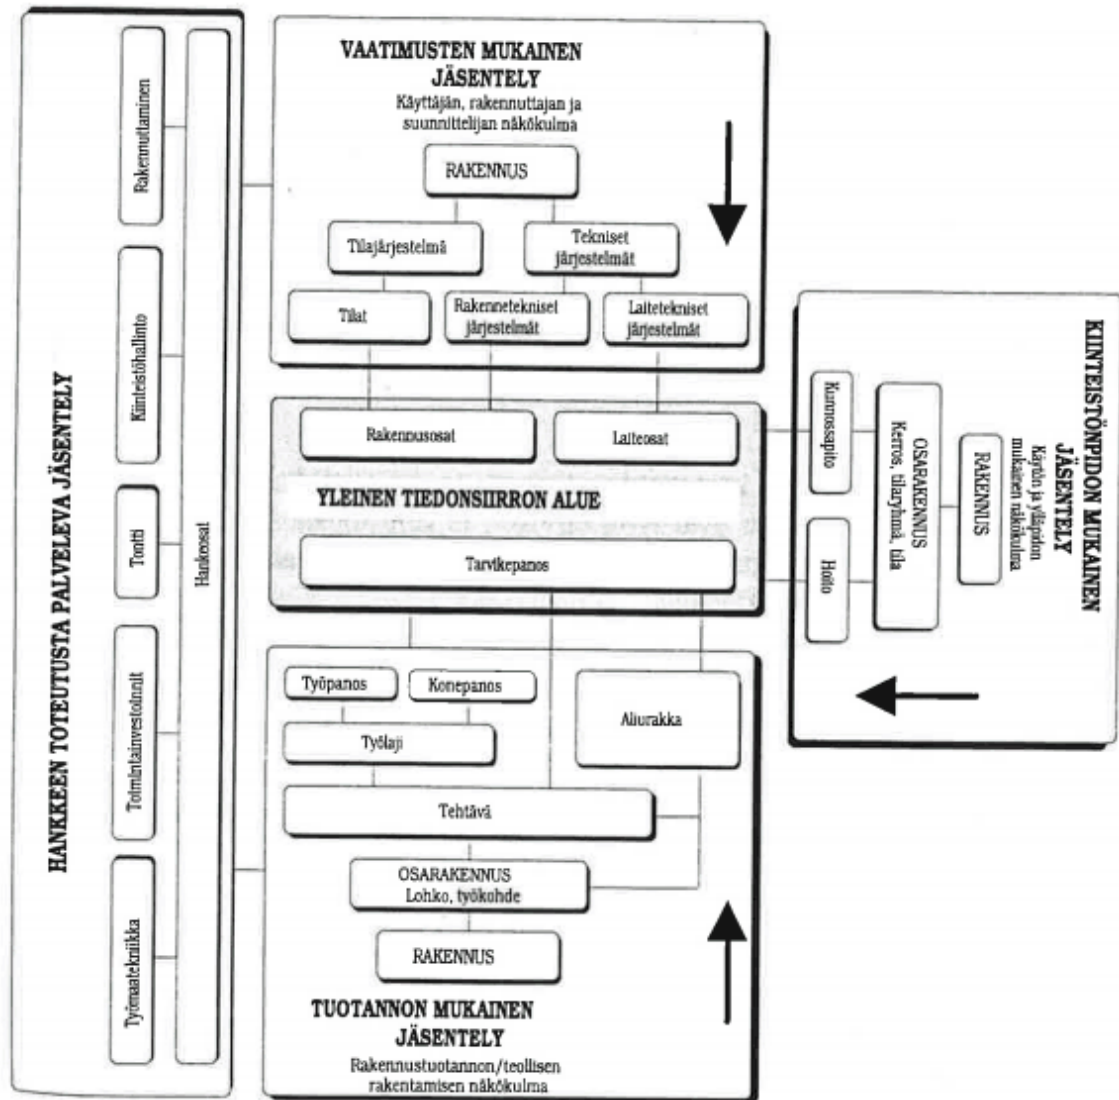 HANKKEEN TOTEUTUSTA PALVELEVA JÄSENTELY
Rakennuttaminen
Kiinteistöhallinto
Tontti
Toimintainvestoinnit
Työmaatekniikka
Hankeosat
VAATIMUSTEN MUKAINEN
JÄSENTELY
Käyttäjän, rakennuttajan ja
suunnittelijan näkökulma
RAKENNUS
Tilajärjestelmä
Tekniset
järjestelmät
Tilat
Rakennetekniset
järjestelmät
Laitetekniset
järjestelmät
Rakennusosat
Laiteosat
YLEINEN TIEDONSIIRRON ALUE
Tarvikepanos
Työpanos
Konepanos
Aliurakka
Työlaji
Tehtävä
OSARAKENNUS
Lohko, työkohde
RAKENNUS
TUOTANNON MUKAINEN
JÄSENTELY
Rakennustuotannon/teollisen
rakentamisen näkökulma
KIINTEISTÖNPIDON MUKAINEN
JÄSENTELY
Käytön ja ylläpidon
mukainen näkökulma
RAKENNUS
OSARAKENNUS
Kerros, tilaryhmä, tila
Kunnossapito
Hoito